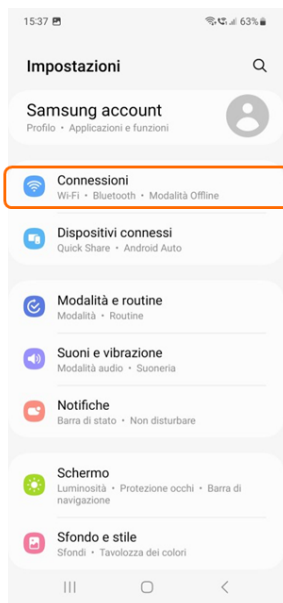 15:37
63%
Impostazioni
Samsung account
Profilo • Applicazioni e funzioni
Connessioni
Wi-Fi • Bluetooth • Modalità Offline
Dispositivi connessi
Quick Share • Android Auto
Modalità e routine
Modalità • Routine
Suoni e vibrazione
Modalità audio • Suoneria
Notifiche
Barra di stato • Non disturbare
Schermo
Luminosità • Protezione occhi • Barra di
navigazione
Sfondo e stile
Sfondi • Tavolozza dei colori